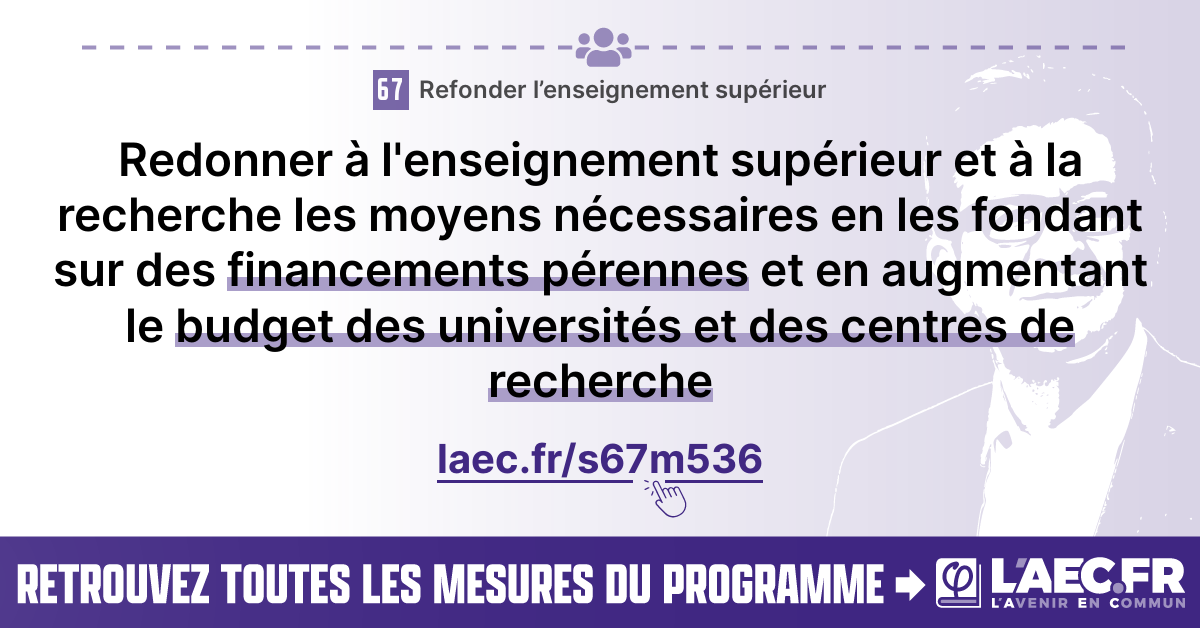 67 Refonder l’enseignement supérieur
Redonner à l'enseignement supérieur et à la
recherche les moyens nécessaires en les fondant
sur des financements pérennes et en augmentant
le budget des universités et des centres de
recherche
laec.fr/s67m536
RETROUVEZ TOUTES LES MESURES DU PROGRAMME
L'AEC.FR
L'AVENIR EN COMMUN